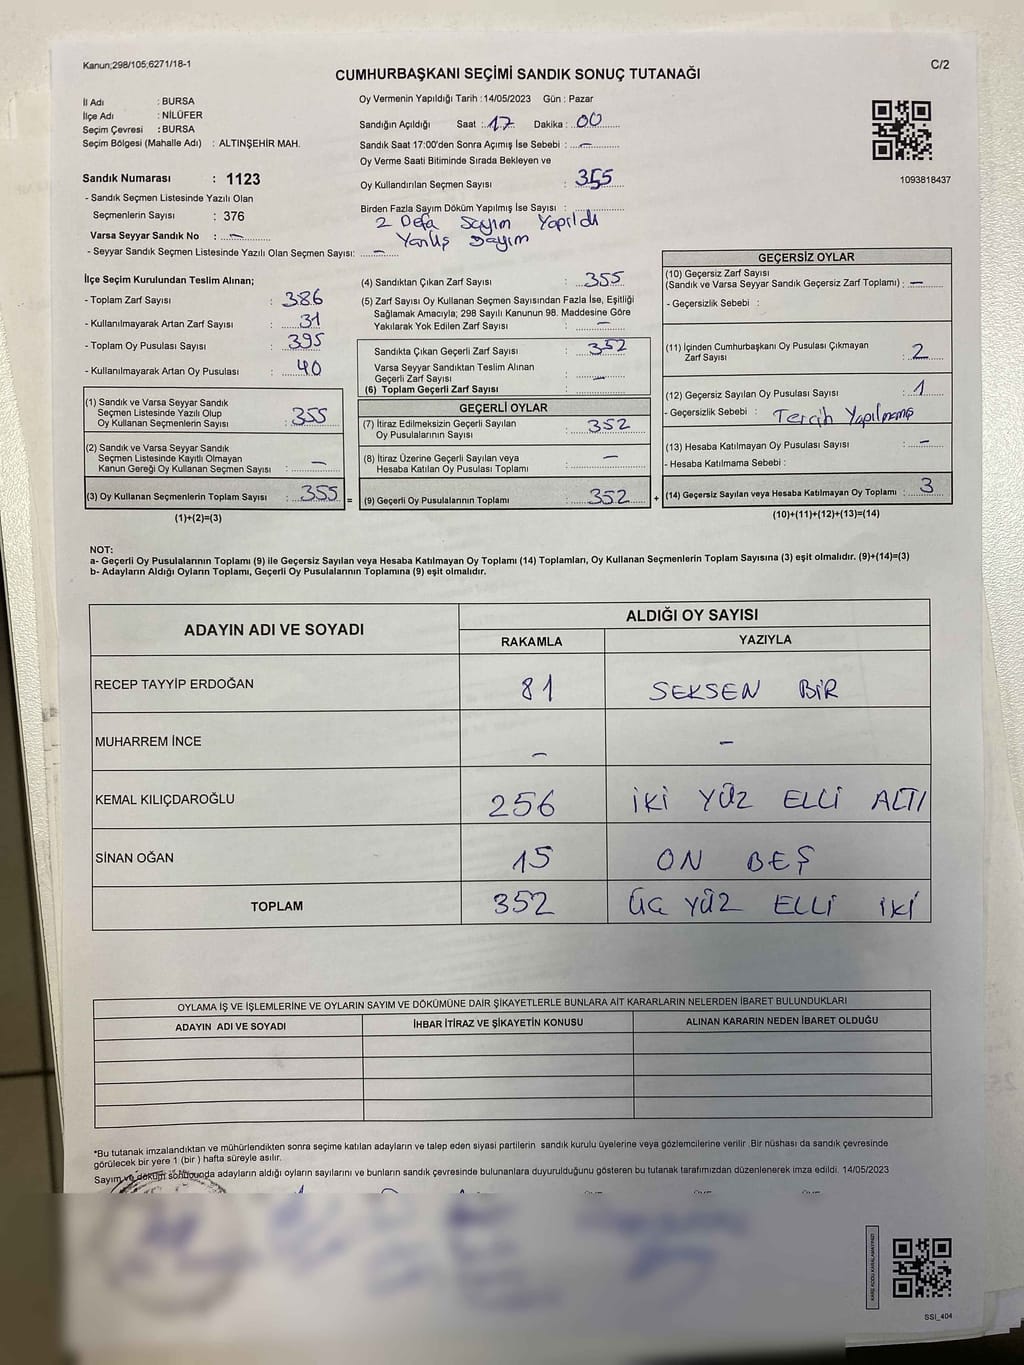 Kanun;298/105;6271/18-1
C/2
CUMHURBAŞKANI SEÇİMİ SANDIK SONUÇ TUTANAĞI
İl Adı : BURSA
İlçe Adı : NİLÜFER
Seçim Çevresi : BURSA
Seçim Bölgesi (Mahalle Adı) : ALTINŞEHİR MAH.
Sandık Numarası : 1123
- Sandık Seçmen Listesinde Yazılı Olan
Seçmenlerin Sayısı : 376
Varsa Seyyar Sandık No : —
- Seyyar Sandık Seçmen Listesinde Yazılı Olan Seçmen Sayısı: —
Oy Vermenin Yapıldığı Tarih :14/05/2023 Gün : Pazar
Sandığın Açıldığı Saat : 17 Dakika : 00
Sandık Saat 17:00'den Sonra Açımış İse Sebebi : —
Oy Verme Saati Bitiminde Sırada Bekleyen ve
Oy Kullandırılan Seçmen Sayısı : 355
Birden Fazla Sayım Döküm Yapılmış İse Sayısı :
2 Defa Sayım Yapıldı
Yanlış Sayım
1093818437
İlçe Seçim Kurulundan Teslim Alınan;
- Toplam Zarf Sayısı : 386
- Kullanılmayarak Artan Zarf Sayısı : 31
- Toplam Oy Pusulası Sayısı : 395
- Kullanılmayarak Artan Oy Pusulası : 40
(1) Sandık ve Varsa Seyyar Sandık
Seçmen Listesinde Yazılı Olup
Oy Kullanan Seçmenlerin Sayısı : 355
(2) Sandık ve Varsa Seyyar Sandık
Seçmen Listesinde Kayıtlı Olmayan
Kanun Gereği Oy Kullanan Seçmen Sayısı : —
(3) Oy Kullanan Seçmenlerin Toplam Sayısı : 355 =
(1)+(2)=(3)
(4) Sandıktan Çıkan Zarf Sayısı : 355
(5) Zarf Sayısı Oy Kullanan Seçmen Sayısından Fazla İse, Eşitliği
Sağlamak Amacıyla; 298 Sayılı Kanunun 98. Maddesine Göre
Yakılarak Yok Edilen Zarf Sayısı : —
Sandıkta Çıkan Geçerli Zarf Sayısı : 352
Varsa Seyyar Sandıktan Teslim Alınan
Geçerli Zarf Sayısı : —
(6) Toplam Geçerli Zarf Sayısı :
GEÇERLİ OYLAR
(7) İtiraz Edilmeksizin Geçerli Sayılan
Oy Pusulalarının Sayısı : 352
(8) İtiraz Üzerine Geçerli Sayılan veya
Hesaba Katılan Oy Pusulası Toplamı : —
(9) Geçerli Oy Pusulalarının Toplamı : 352 +
GEÇERSİZ OYLAR
(10) Geçersiz Zarf Sayısı
(Sandık ve Varsa Seyyar Sandık Geçersiz Zarf Toplamı) : —
- Geçersizlik Sebebi :
(11) İçinden Cumhurbaşkanı Oy Pusulası Çıkmayan
Zarf Sayısı : 2
(12) Geçersiz Sayılan Oy Pusulası Sayısı : 1
- Geçersizlik Sebebi : Tercih Yapılmamış
(13) Hesaba Katılmayan Oy Pusulası Sayısı : —
- Hesaba Katılmama Sebebi :
(14) Geçersiz Sayılan veya Hesaba Katılmayan Oy Toplamı : 3
(10)+(11)+(12)+(13)=(14)
NOT:
a- Geçerli Oy Pusulalarının Toplamı (9) ile Geçersiz Sayılan veya Hesaba Katılmayan Oy Toplamı (14) Toplamları, Oy Kullanan Seçmenlerin Toplam Sayısına (3) eşit olmalıdır. (9)+(14)=(3)
b- Adayların Aldığı Oyların Toplamı, Geçerli Oy Pusulalarının Toplamına (9) eşit olmalıdır.
ADAYIN ADI VE SOYADI
ALDIĞI OY SAYISI
RAKAMLA YAZIYLA
RECEP TAYYİP ERDOĞAN 81 SEKSEN BİR
MUHARREM İNCE — —
KEMAL KILIÇDAROĞLU 256 İKİ YÜZ ELLİ ALTI
SİNAN OĞAN 15 ON BEŞ
TOPLAM 352 ÜÇ YÜZ ELLİ İKİ
OYLAMA İŞ VE İŞLEMLERİNE VE OYLARIN SAYIM VE DÖKÜMÜNE DAİR ŞİKAYETLERLE BUNLARA AİT KARARLARIN NELERDEN İBARET BULUNDUKLARI
ADAYIN ADI VE SOYADI İHBAR İTİRAZ VE ŞİKAYETİN KONUSU ALINAN KARARIN NEDEN İBARET OLDUĞU
*Bu tutanak imzalandıktan ve mühürlendikten sonra seçime katılan adayların ve talep eden siyasi partilerin sandık kurulu üyelerine veya gözlemcilerine verilir .Bir nüshası da sandık çevresinde
görülecek bir yere 1 (bir ) hafta süreyle asılır.
Sayım ve döküm sonucunda adayların aldığı oyların sayılarını ve bunların sandık çevresinde bulunanlara duyurulduğunu gösteren bu tutanak tarafımızdan düzenlenerek imza edildi. 14/05/2023
KARE KODU KARALAMAYINIZ!
SSI_404